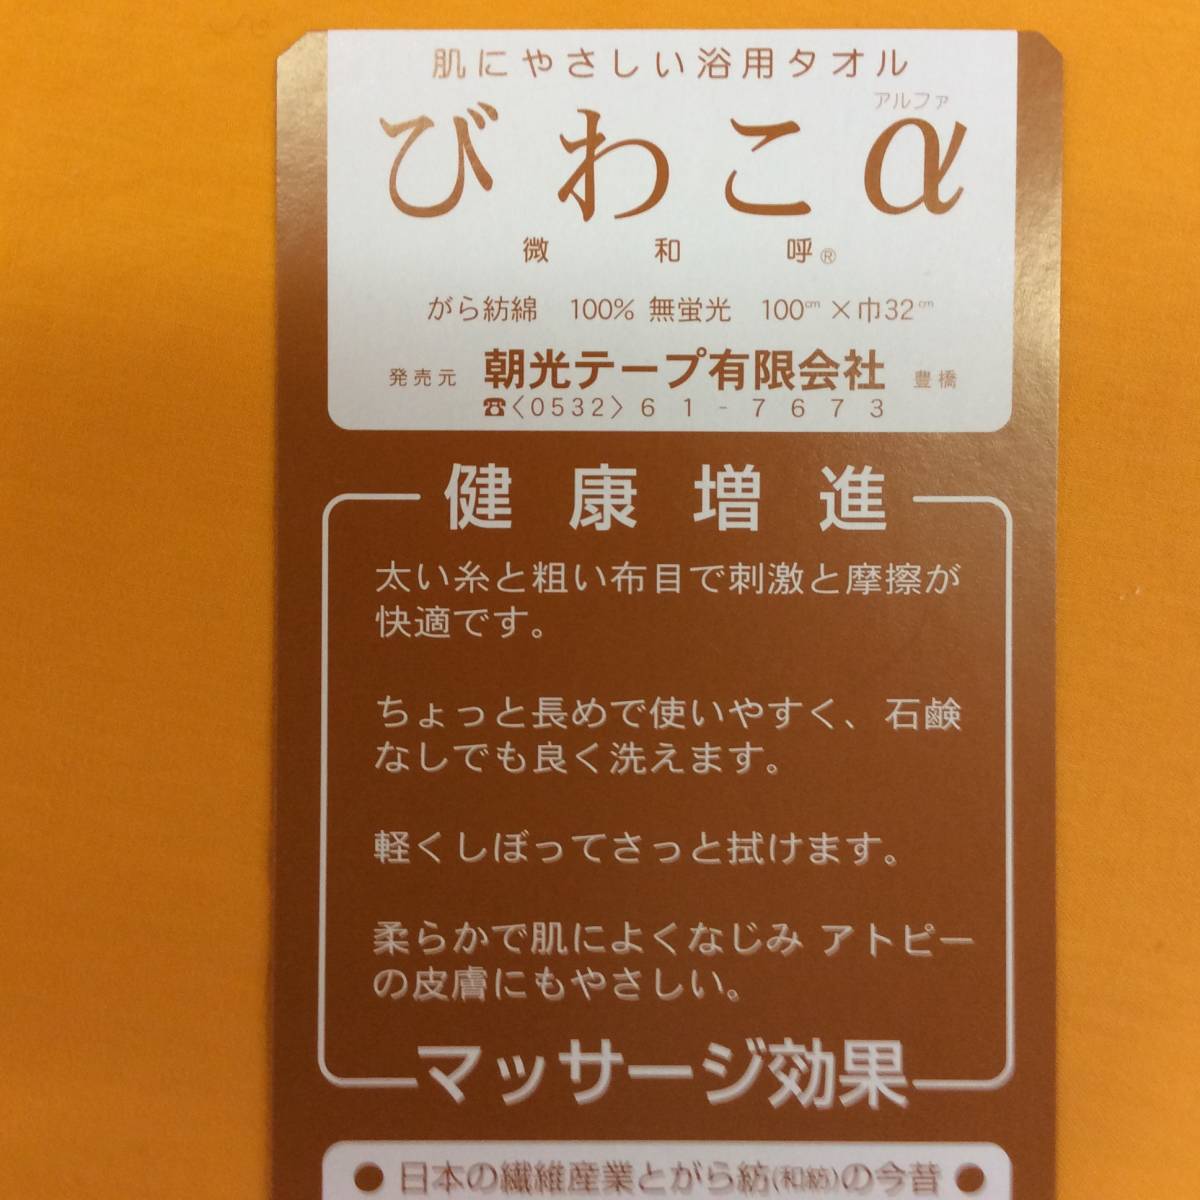 肌にやさしい浴用タオル
アルファ
びわこα
微和呼®
がら紡綿 100% 無蛍光 100cm×巾32cm
発売元 朝光テープ有限会社 豊橋
☎〈0532〉61-7673
健康増進
太い糸と粗い布目で刺激と摩擦が
快適です。
ちょっと長めで使いやすく、石鹸
なしでも良く洗えます。
軽くしぼってさっと拭けます。
柔らかで肌によくなじみ アトピー
の皮膚にもやさしい。
マッサージ効果
●日本の繊維産業とがら紡(和紡)の今昔●